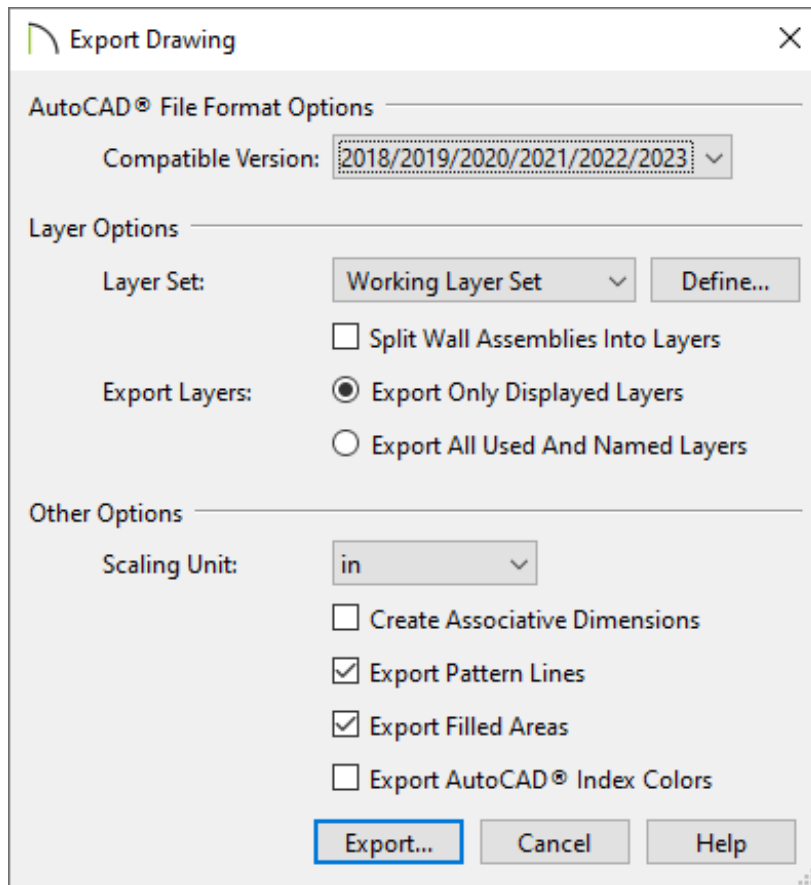 Export Drawing
AutoCAD® File Format Options
Compatible Version: 2018/2019/2020/2021/2022/2023
Layer Options
Layer Set: Working Layer Set Define...
Split Wall Assemblies Into Layers
Export Layers: Export Only Displayed Layers
Export All Used And Named Layers
Other Options
Scaling Unit: in
Create Associative Dimensions
Export Pattern Lines
Export Filled Areas
Export AutoCAD® Index Colors
Export... Cancel Help